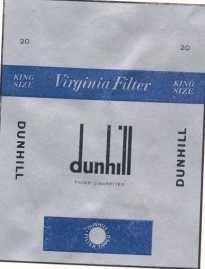 20
20
KING SIZE
Virginia Filter
KING SIZE
DUNHILL
dunhill
DUNHILL
FILTER CIGARETTES